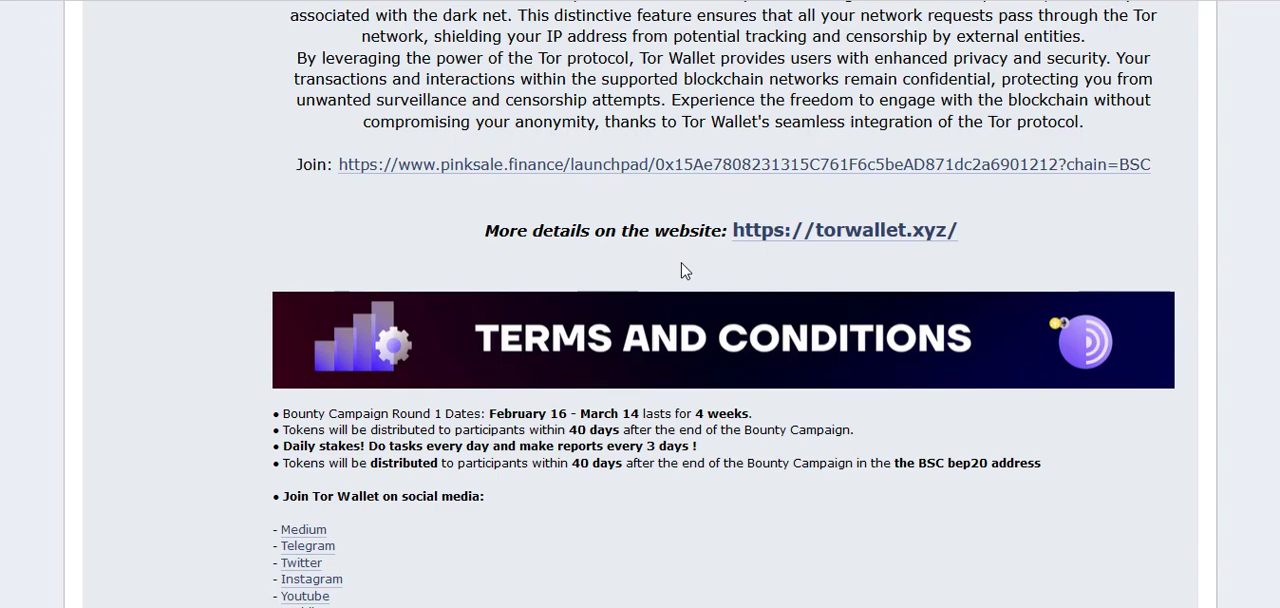 associated with the dark net. This distinctive feature ensures that all your network requests pass through the Tor
network, shielding your IP address from potential tracking and censorship by external entities.
By leveraging the power of the Tor protocol, Tor Wallet provides users with enhanced privacy and security. Your
transactions and interactions within the supported blockchain networks remain confidential, protecting you from
unwanted surveillance and censorship attempts. Experience the freedom to engage with the blockchain without
compromising your anonymity, thanks to Tor Wallet's seamless integration of the Tor protocol.
Join: https://www.pinksale.finance/launchpad/0x15Ae7808231315C761F6c5beAD871dc2a6901212?chain=BSC
More details on the website: https://torwallet.xyz/
TERMS AND CONDITIONS
● Bounty Campaign Round 1 Dates: February 16 - March 14 lasts for 4 weeks.
● Tokens will be distributed to participants within 40 days after the end of the Bounty Campaign.
● Daily stakes! Do tasks every day and make reports every 3 days !
● Tokens will be distributed to participants within 40 days after the end of the Bounty Campaign in the the BSC bep20 address
● Join Tor Wallet on social media:
- Medium
- Telegram
- Twitter
- Instagram
- Youtube